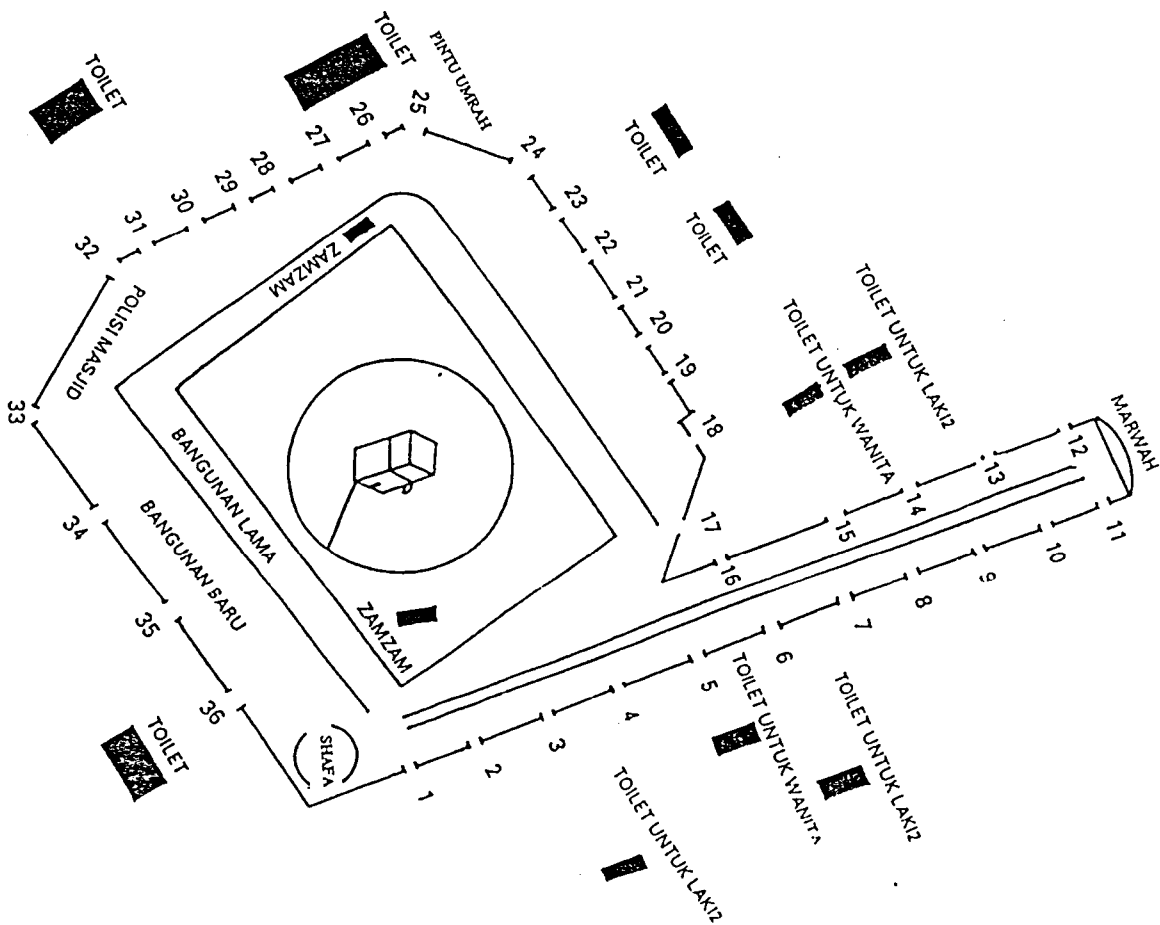 TOILET
TOILET
PINTU UMRAH
TOILET
TOILET
TOILET UNTUK LAKI2
TOILET UNTUK WANITA
MARWAH
25
26
27
28
29
30
31
32
33
34
35
36
24
23
22
21
20
19
18
17
16
15
14
13
12
11
10
9
8
7
6
5
4
3
2
1
POLISI MASJID
ZAMZAM
BANGUNAN LAMA
BANGUNAN BARU
ZAMZAM
SHAFA
TOILET
TOILET UNTUK WANITA
TOILET UNTUK LAKI2
TOILET UNTUK LAKI2